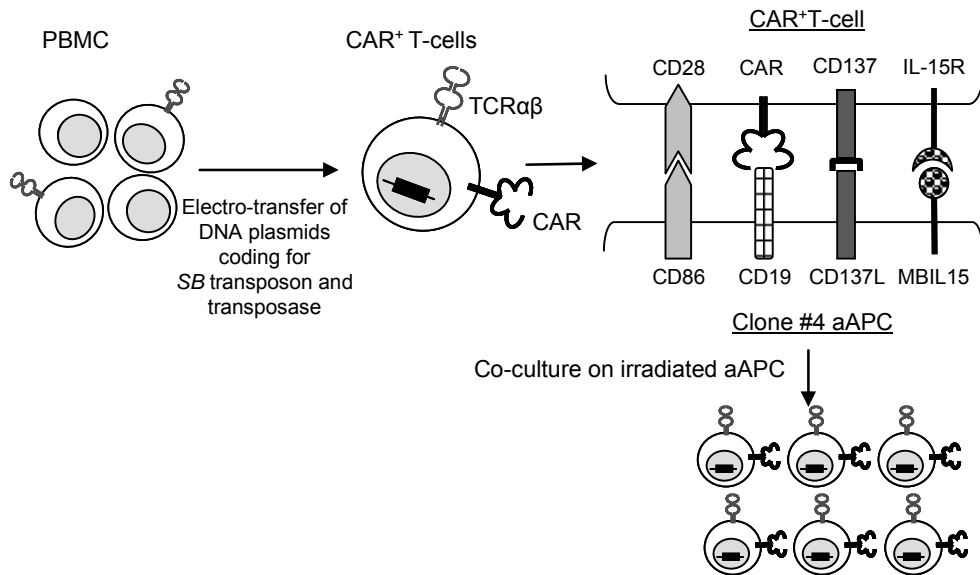 PBMC
CAR⁺ T-cells
TCRαβ
CAR
Electro-transfer of
DNA plasmids
coding for
SB transposon and
transposase
CAR⁺T-cell
CD28 CAR CD137 IL-15R
CD86 CD19 CD137L MBIL15
Clone #4 aAPC
Co-culture on irradiated aAPC